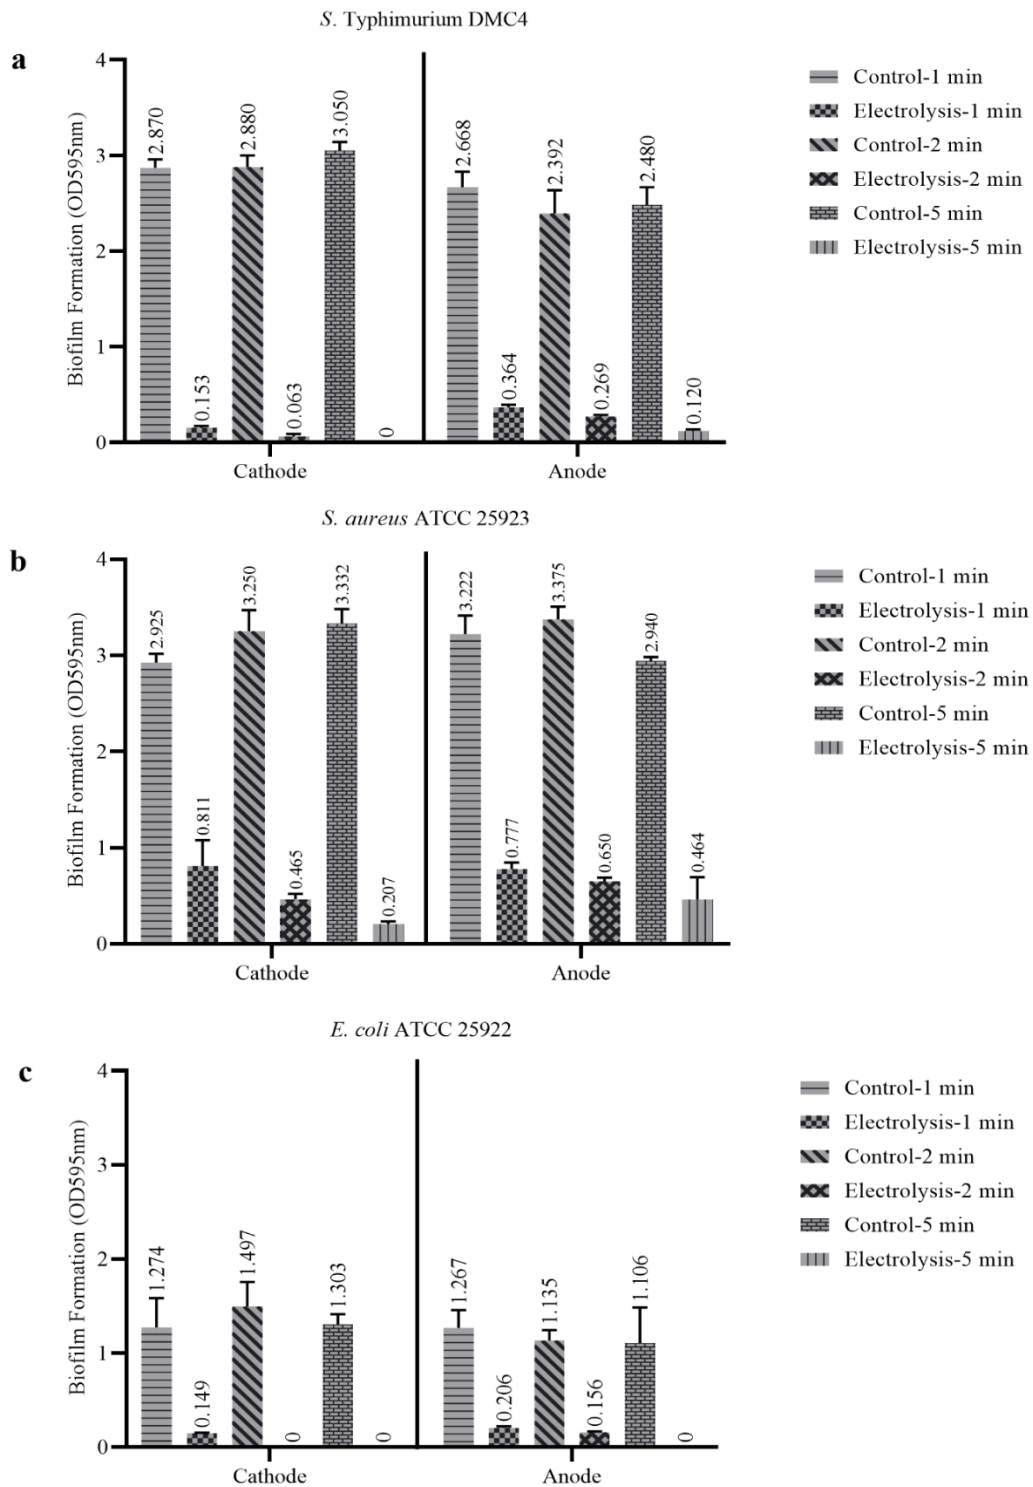 S. Typhimurium DMC4
a
Biofilm Formation (OD595nm)
4
3
2
1
0
2.870
0.153
2.880
0.063
3.050
0
2.668
0.364
2.392
0.269
2.480
0.120
Cathode
Anode
Control-1 min
Electrolysis-1 min
Control-2 min
Electrolysis-2 min
Control-5 min
Electrolysis-5 min
S. aureus ATCC 25923
b
Biofilm Formation (OD595nm)
4
3
2
1
0
2.925
0.811
3.250
0.465
3.332
0.207
3.222
0.777
3.375
0.650
2.940
0.464
Cathode
Anode
Control-1 min
Electrolysis-1 min
Control-2 min
Electrolysis-2 min
Control-5 min
Electrolysis-5 min
E. coli ATCC 25922
c
Biofilm Formation (OD595nm)
4
3
2
1
0
1.274
0.149
1.497
0
1.303
0
1.267
0.206
1.135
0.156
1.106
0
Cathode
Anode
Control-1 min
Electrolysis-1 min
Control-2 min
Electrolysis-2 min
Control-5 min
Electrolysis-5 min